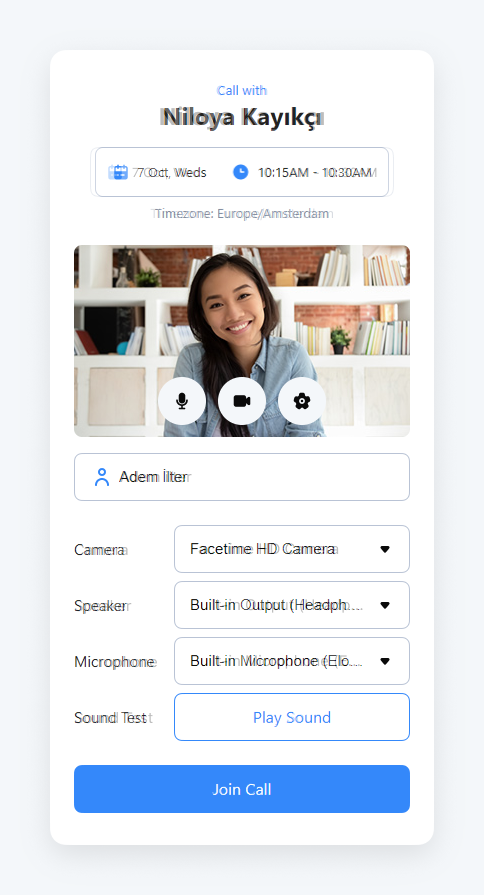 Call with
Niloya Kayıkçı
7 Oct, Weds 10:15AM ~ 10:30AM
Timezone: Europe/Amsterdam
Adem İlter
Camera Facetime HD Camera
Speaker Built-in Output (Headph...
Microphone Built-in Microphone (Elo...
Sound Test Play Sound
Join Call